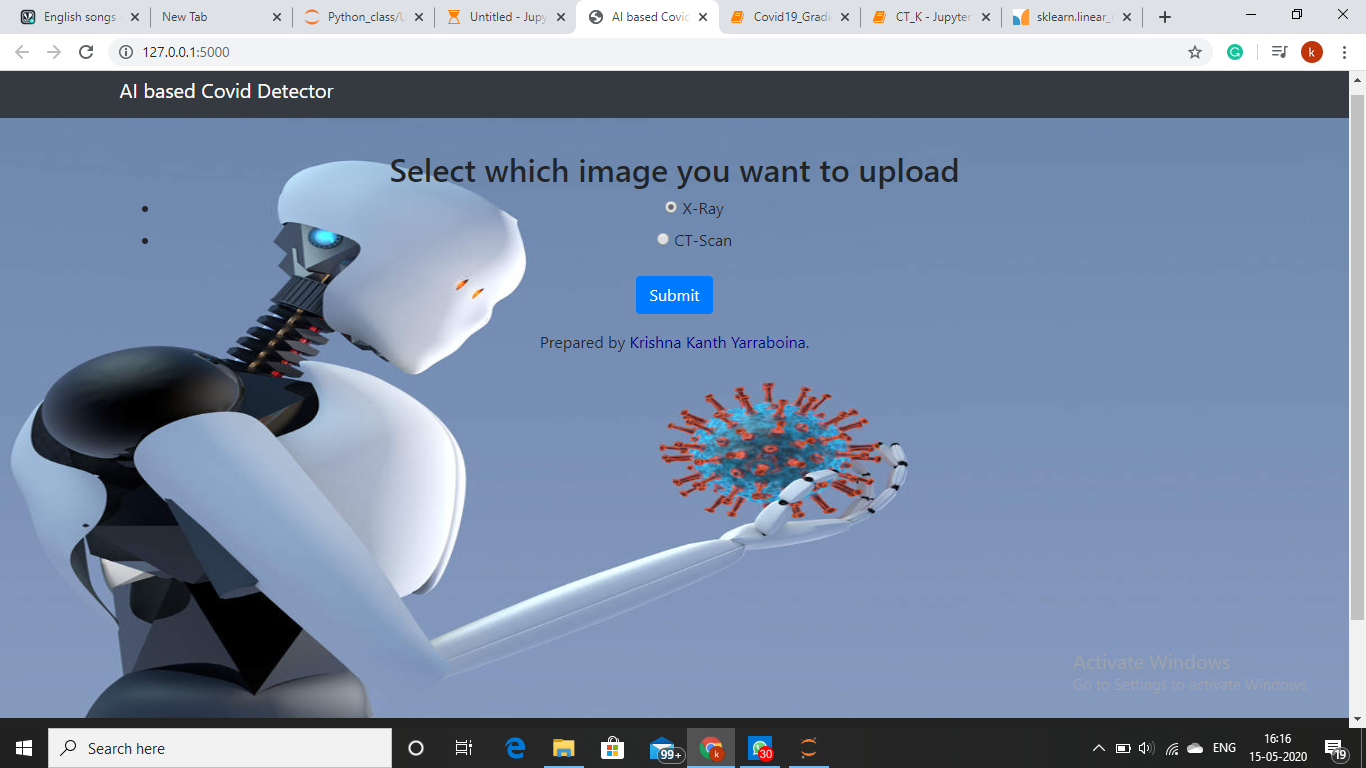 English songs
New Tab
Python_class/L
Untitled - Jupy
AI based Covid
Covid19_Gradi
CT_K - Jupyter
sklearn.linear_
127.0.0.1:5000
k
AI based Covid Detector
Select which image you want to upload
X-Ray
CT-Scan
Submit
Prepared by Krishna Kanth Yarraboina.
Activate Windows
Go to Settings to activate Windows.
Search here
99+
k
30
ENG
16:16
15-05-2020
19